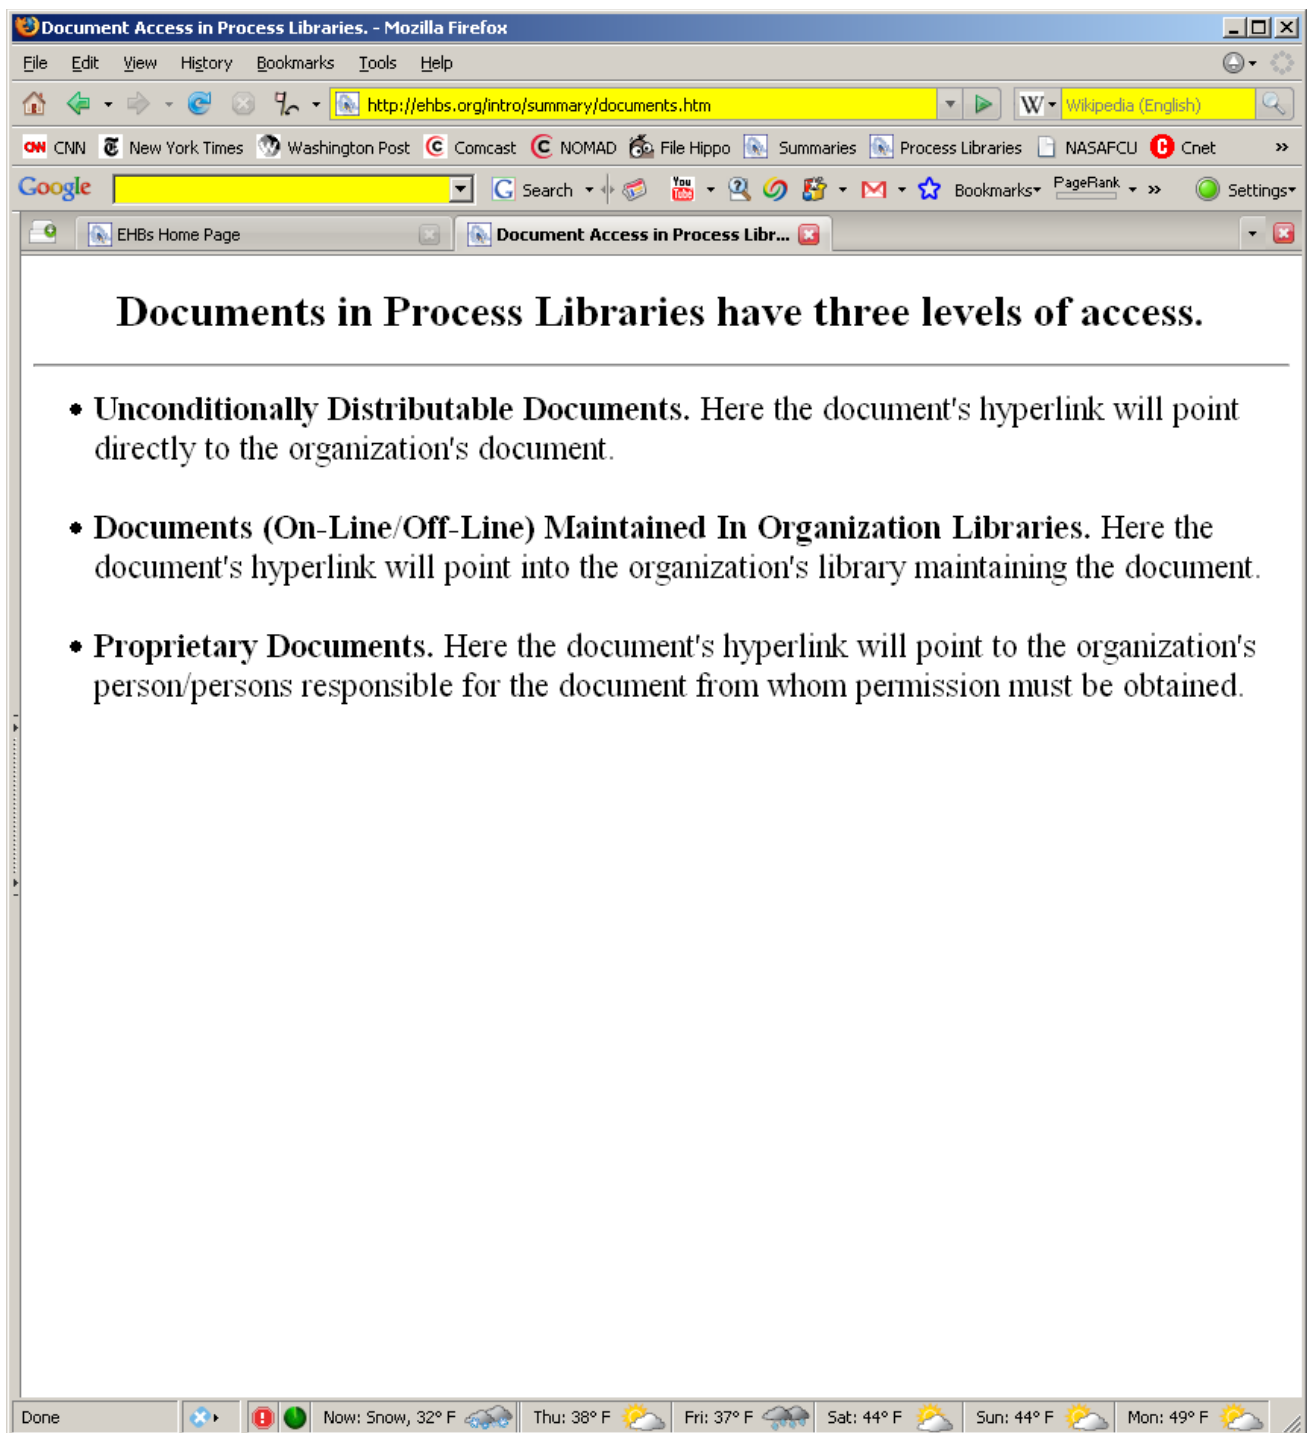 Document Access in Process Libraries. - Mozilla Firefox
File Edit View History Bookmarks Tools Help
http://ehbs.org/intro/summary/documents.htm W Wikipedia (English)
CNN CNN New York Times Washington Post C Comcast C NOMAD File Hippo Summaries Process Libraries NASAFCU C Cnet »
Google G Search You Tube M Bookmarks PageRank » Settings
EHBs Home Page Document Access in Process Libr...
Documents in Process Libraries have three levels of access.
• Unconditionally Distributable Documents. Here the document's hyperlink will point
directly to the organization's document.
• Documents (On-Line/Off-Line) Maintained In Organization Libraries. Here the
document's hyperlink will point into the organization's library maintaining the document.
• Proprietary Documents. Here the document's hyperlink will point to the organization's
person/persons responsible for the document from whom permission must be obtained.
Done Now: Snow, 32° F Thu: 38° F Fri: 37° F Sat: 44° F Sun: 44° F Mon: 49° F